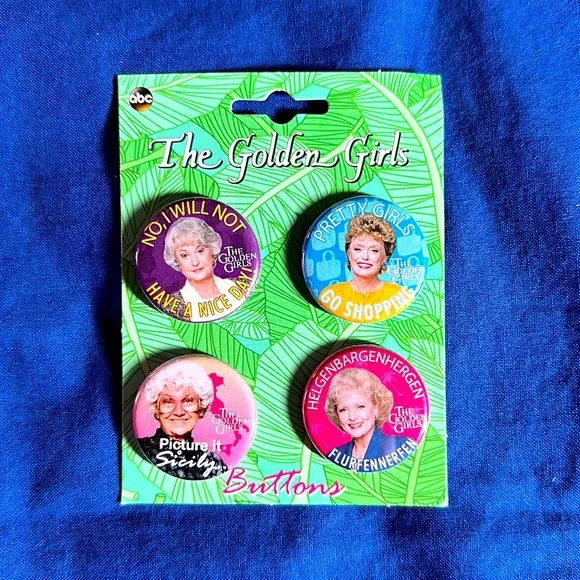 abc
The Golden Girls
NO, I WILL NOT
HAVE A NICE DAY!
THE
GOLDEN
GIRLS
PRETTY GIRLS
GO SHOPPING
THE
GOLDEN
GIRLS
Picture it
Sicily
THE
GOLDEN
GIRLS
HELGENBARGENHERGEN
FLURFENNERFEN
THE
GOLDEN
GIRLS
Buttons